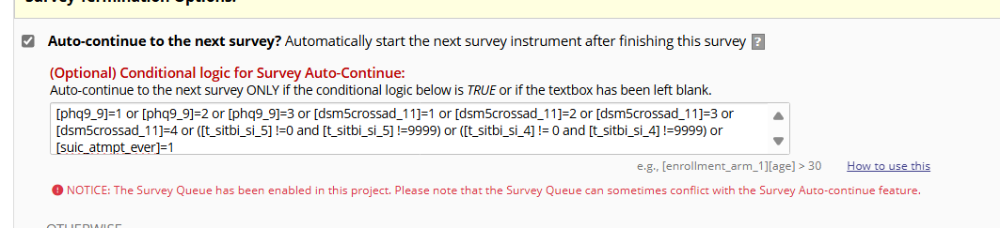 Survey Termination Options:
Auto-continue to the next survey? Automatically start the next survey instrument after finishing this survey ?
(Optional) Conditional logic for Survey Auto-Continue:
Auto-continue to the next survey ONLY if the conditional logic below is TRUE or if the textbox has been left blank.
[phq9_9]=1 or [phq9_9]=2 or [phq9_9]=3 or [dsm5crossad_11]=1 or [dsm5crossad_11]=2 or [dsm5crossad_11]=3 or
[dsm5crossad_11]=4 or ([t_sitbi_si_5] !=0 and [t_sitbi_si_5] !=9999) or ([t_sitbi_si_4] != 0 and [t_sitbi_si_4] !=9999) or
[suic_atmpt_ever]=1
e.g., [enrollment_arm_1][age] > 30 How to use this
! NOTICE: The Survey Queue has been enabled in this project. Please note that the Survey Queue can sometimes conflict with the Survey Auto-continue feature.
OTHERWISE